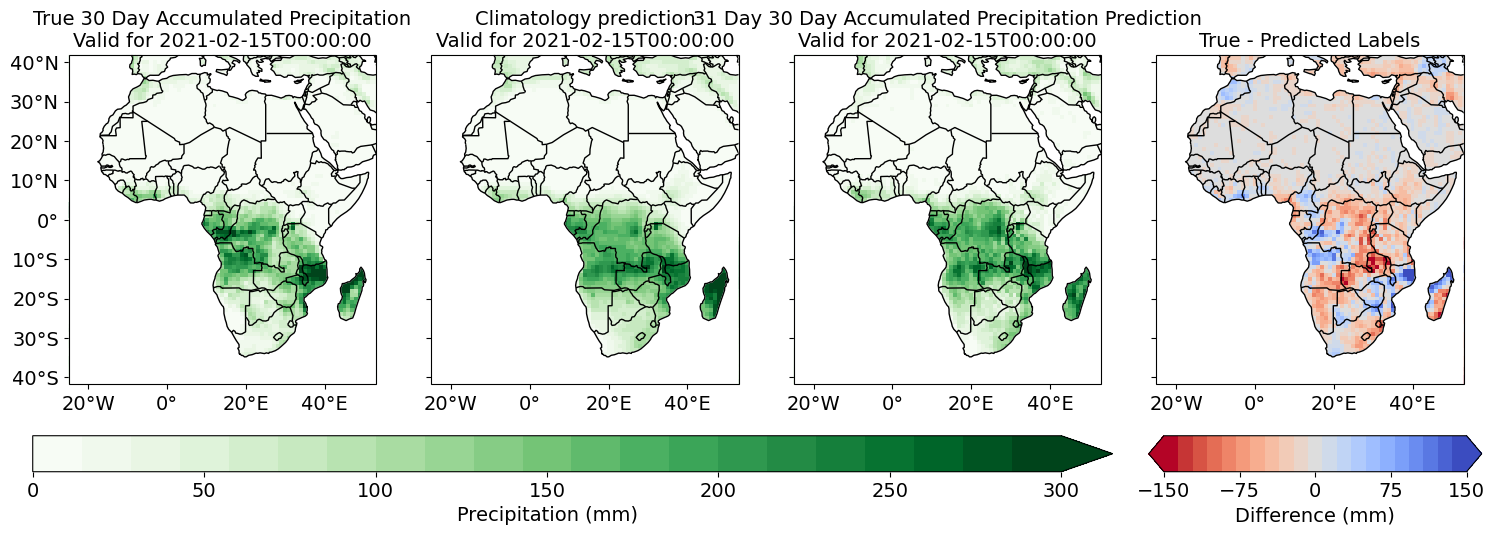 True 30 Day Accumulated Precipitation
Valid for 2021-02-15T00:00:00
Climatology prediction
Valid for 2021-02-15T00:00:00
31 Day 30 Day Accumulated Precipitation Prediction
Valid for 2021-02-15T00:00:00
True - Predicted Labels
40°N
30°N
20°N
10°N
0°
10°S
20°S
30°S
40°S
20°W 0° 20°E 40°E
20°W 0° 20°E 40°E
20°W 0° 20°E 40°E
20°W 0° 20°E 40°E
0 50 100 150 200 250 300
Precipitation (mm)
−150 −75 0 75 150
Difference (mm)